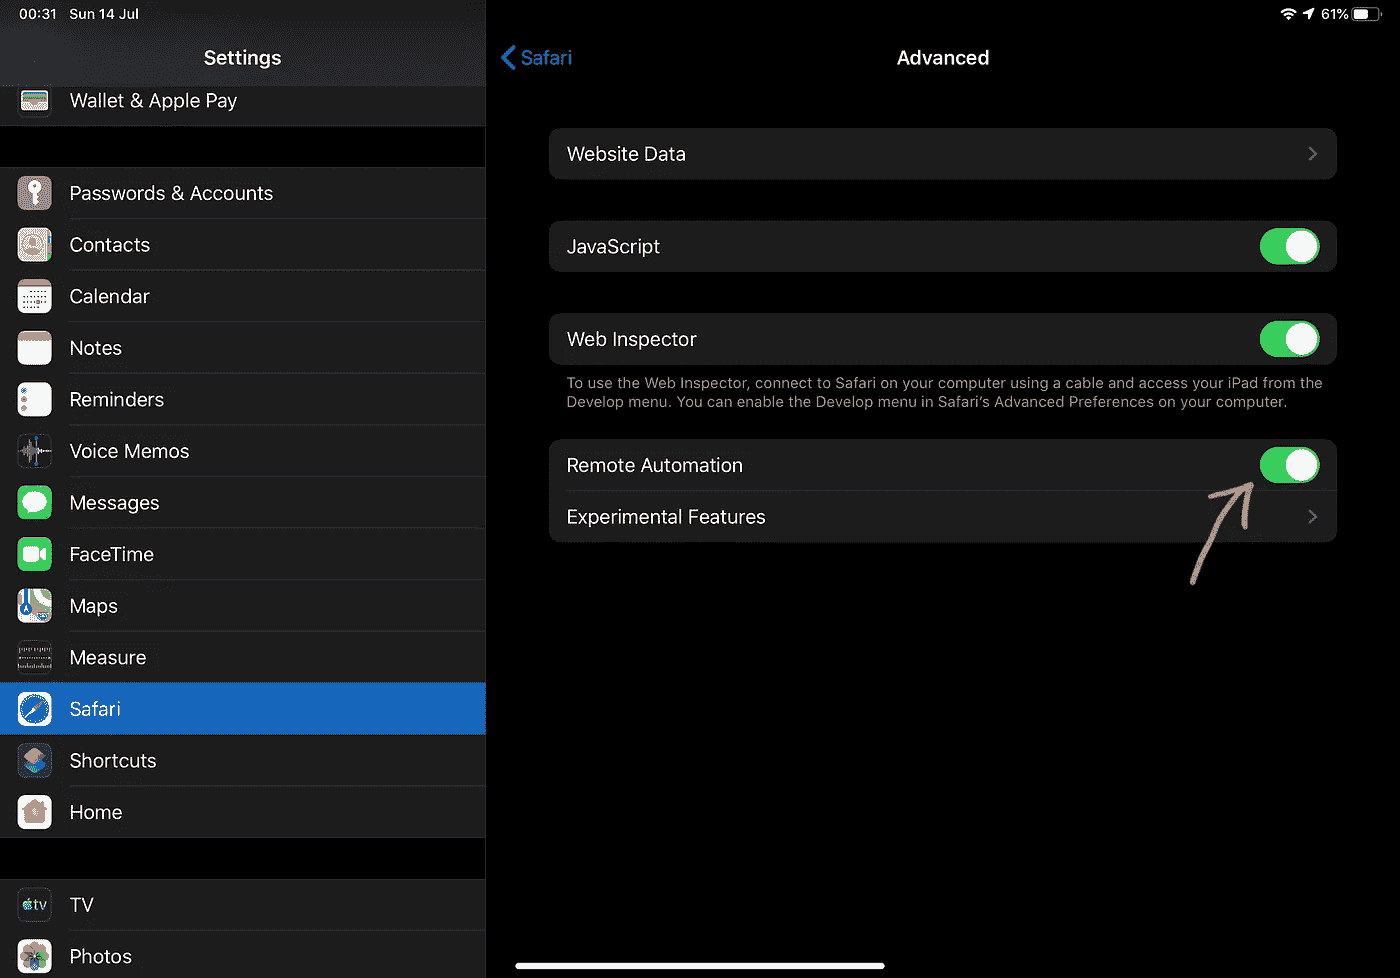 00:31 Sun 14 Jul
61%
Settings
Wallet & Apple Pay
Passwords & Accounts
Contacts
Calendar
Notes
Reminders
Voice Memos
Messages
FaceTime
Maps
Measure
Safari
Shortcuts
Home
tv
TV
Photos
Safari
Advanced
Website Data
JavaScript
Web Inspector
To use the Web Inspector, connect to Safari on your computer using a cable and access your iPad from the
Develop menu. You can enable the Develop menu in Safari’s Advanced Preferences on your computer.
Remote Automation
Experimental Features